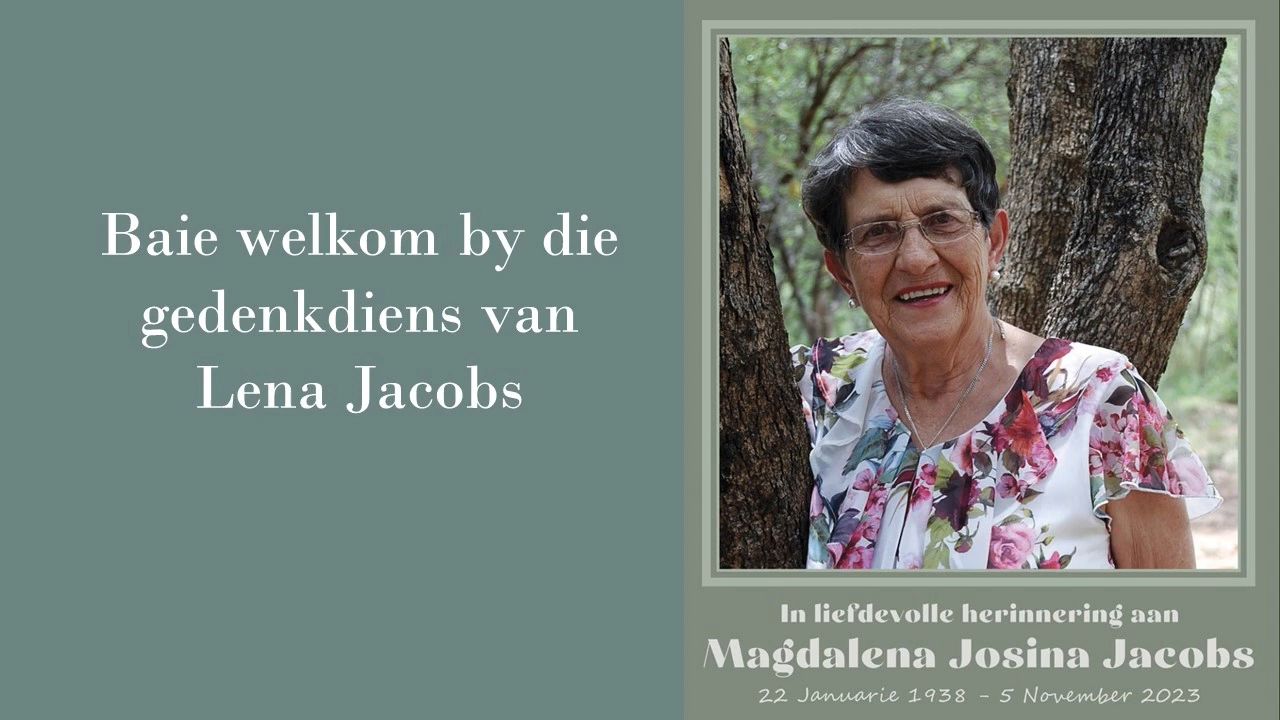 Baie welkom by die
gedenkdiens van
Lena Jacobs
In liefdevolle herinnering aan
Magdalena Josina Jacobs
22 Januarie 1938 - 5 November 2023